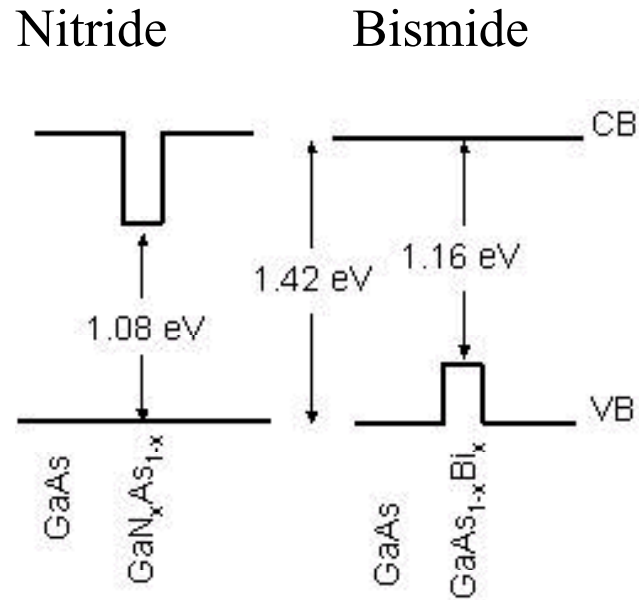 Nitride
Bismide
CB
1.16 eV
1.42 eV
1.08 eV
VB
GaAs
GaNₓAs₁₋ₓ
GaAs
GaAs₁₋ₓBiₓ